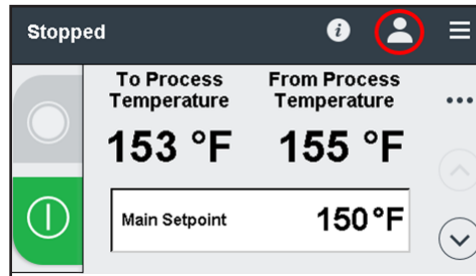 Stopped
To Process Temperature
From Process Temperature
153 °F
155 °F
Main Setpoint
150°F